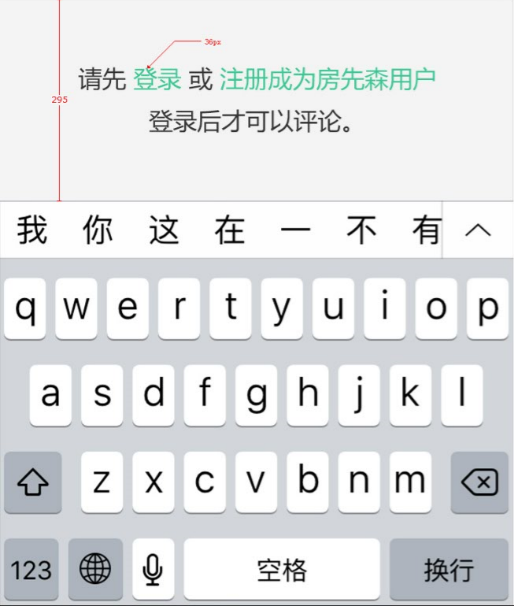 36px
请先 登录 或 注册成为房先森用户
295
登录后才可以评论。
我 你 这 在 一 不 有
q w e r t y u i o p
a s d f g h j k l
z x c v b n m
123 空格 换行